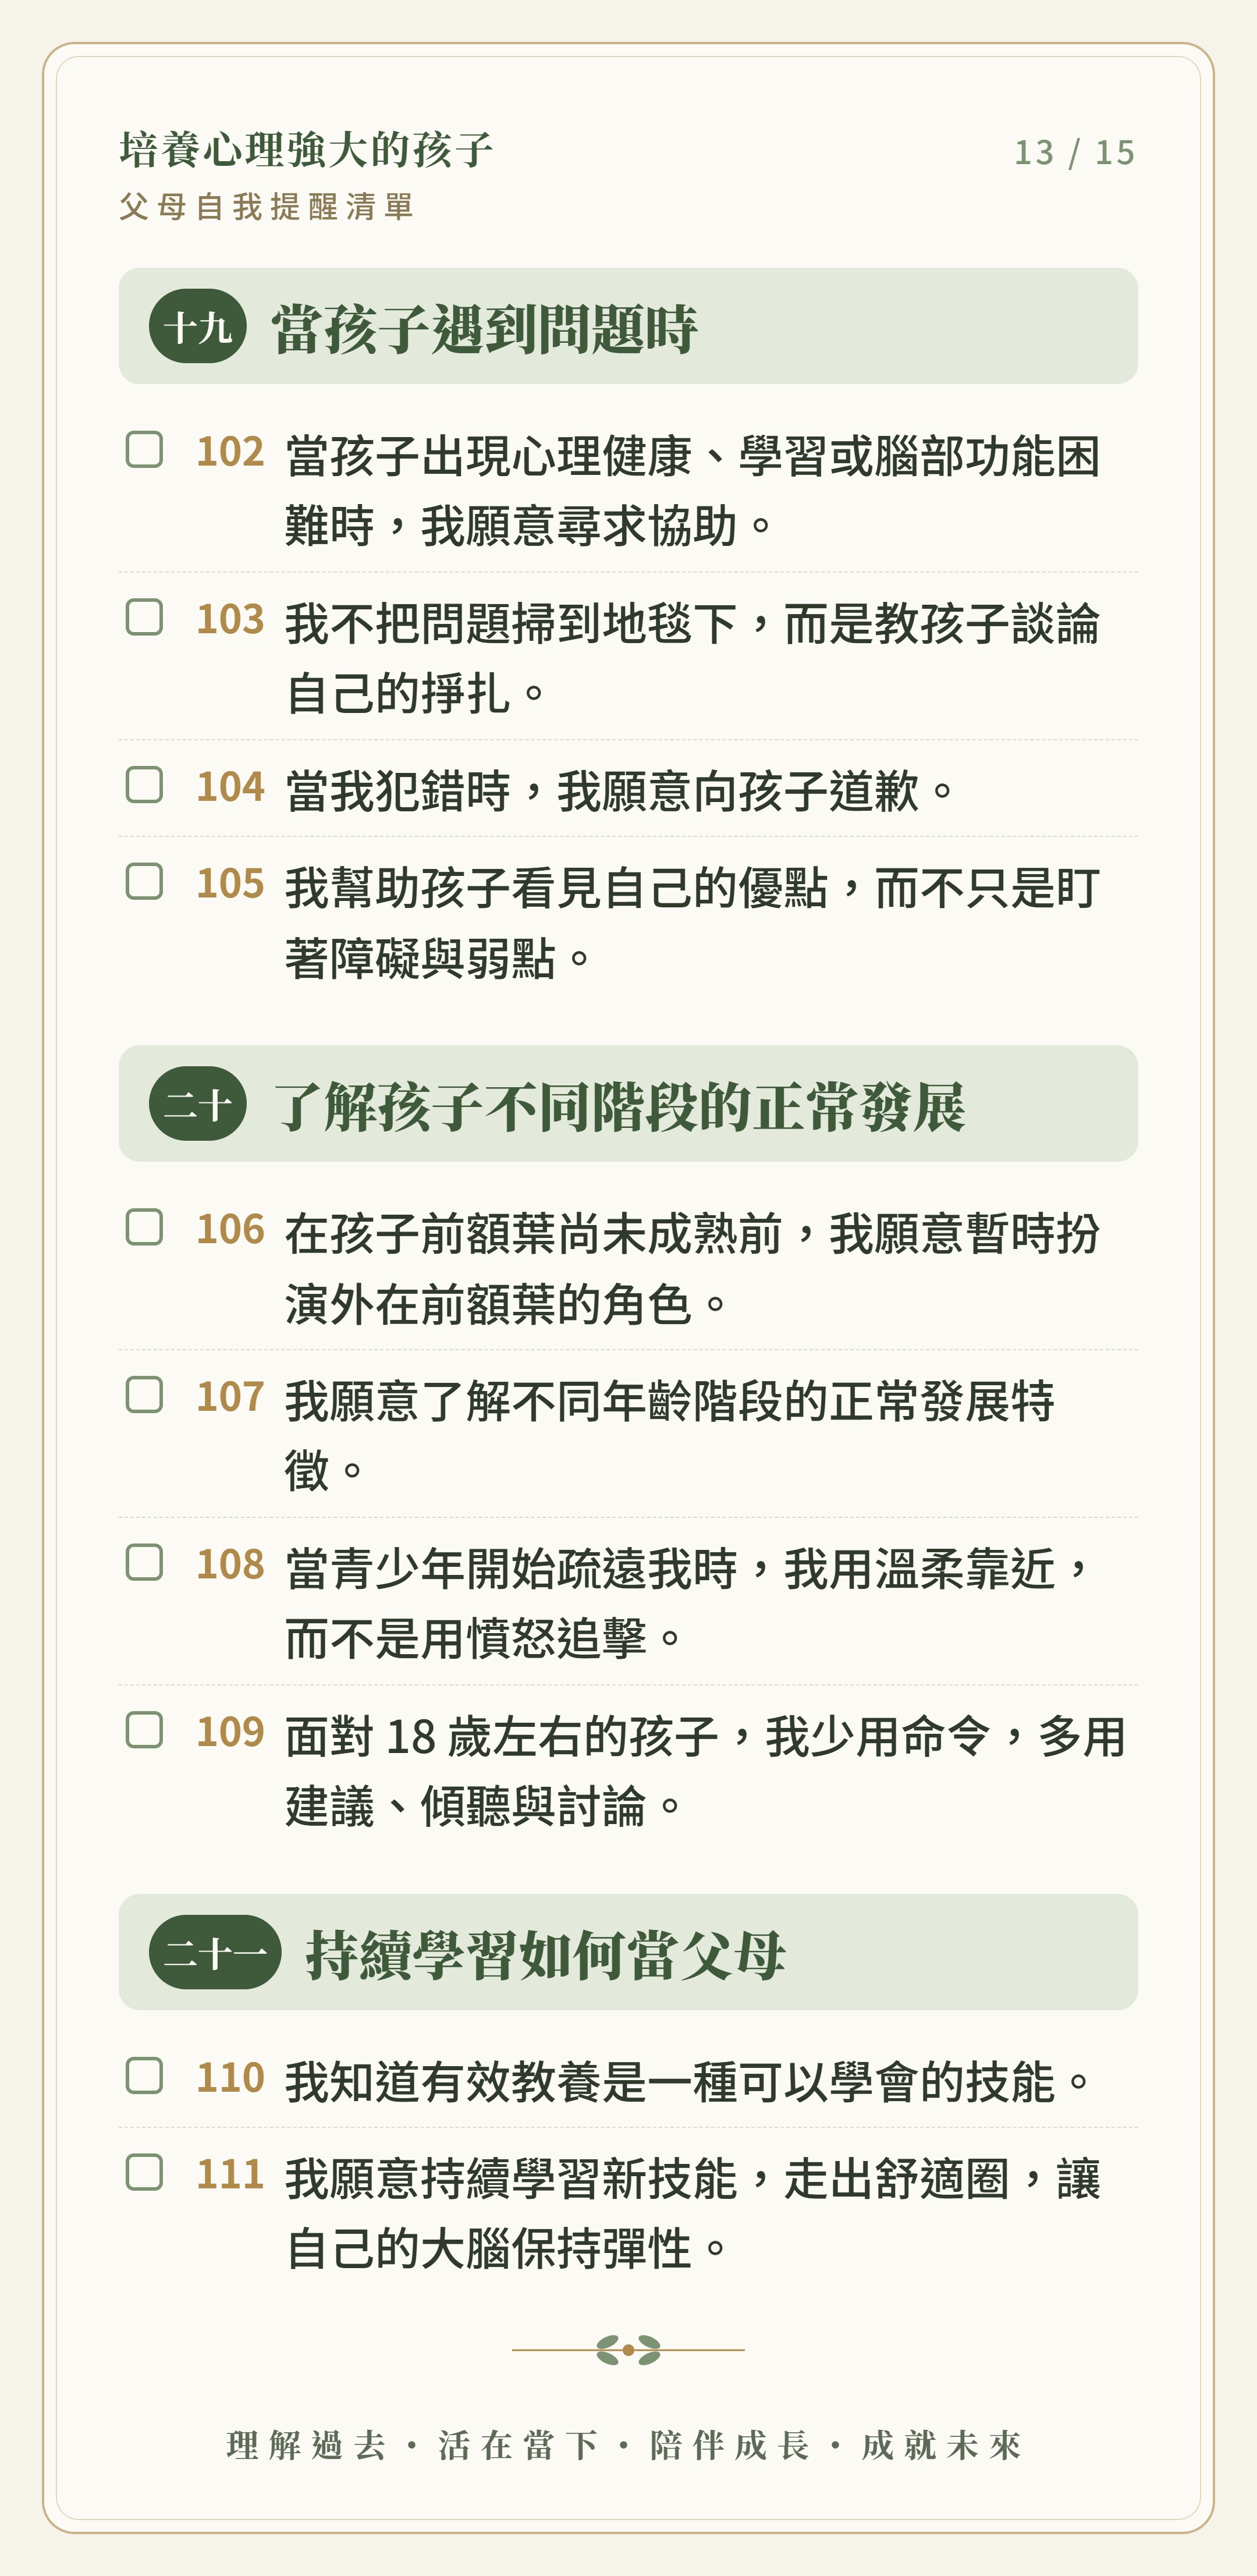 培養心理強大的孩子
13 / 15
父母自我提醒清單
十九 當孩子遇到問題時
102 當孩子出現心理健康、學習或腦部功能困
難時，我願意尋求協助。
103 我不把問題掃到地毯下，而是教孩子談論
自己的掙扎。
104 當我犯錯時，我願意向孩子道歉。
105 我幫助孩子看見自己的優點，而不只是盯
著障礙與弱點。
二十 了解孩子不同階段的正常發展
106 在孩子前額葉尚未成熟前，我願意暫時扮
演外在前額葉的角色。
107 我願意了解不同年齡階段的正常發展特
徵。
108 當青少年開始疏遠我時，我用溫柔靠近，
而不是用憤怒追擊。
109 面對 18 歲左右的孩子，我少用命令，多用
建議、傾聽與討論。
二十一 持續學習如何當父母
110 我知道有效教養是一種可以學會的技能。
111 我願意持續學習新技能，走出舒適圈，讓
自己的大腦保持彈性。
理解過去・活在當下・陪伴成長・成就未來